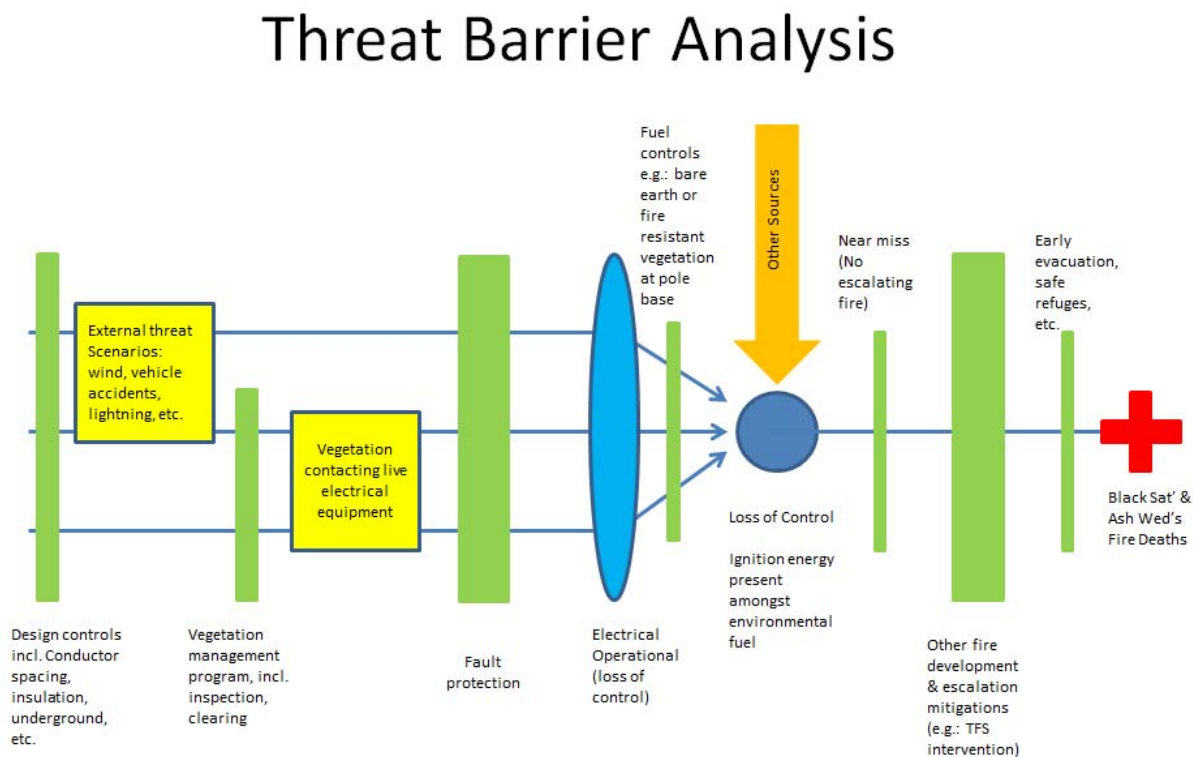 Threat Barrier Analysis
Fuel
controls
e.g.: bare
earth or
fire
resistant
vegetation
at pole
base
Other Sources
Near miss
(No
escalating
fire)
Early
evacuation,
safe
refuges,
etc.
External threat
Scenarios:
wind, vehicle
accidents,
lightning, etc.
Vegetation
contacting live
electrical
equipment
Loss of Control
Ignition energy
present
amongst
environmental
fuel
Black Sat' &
Ash Wed's
Fire Deaths
Design controls
incl. Conductor
spacing,
insulation,
underground,
etc.
Vegetation
management
program, incl.
inspection,
clearing
Fault
protection
Electrical
Operational
(loss of
control)
Other fire
development
& escalation
mitigations
(e.g.: TFS
intervention)